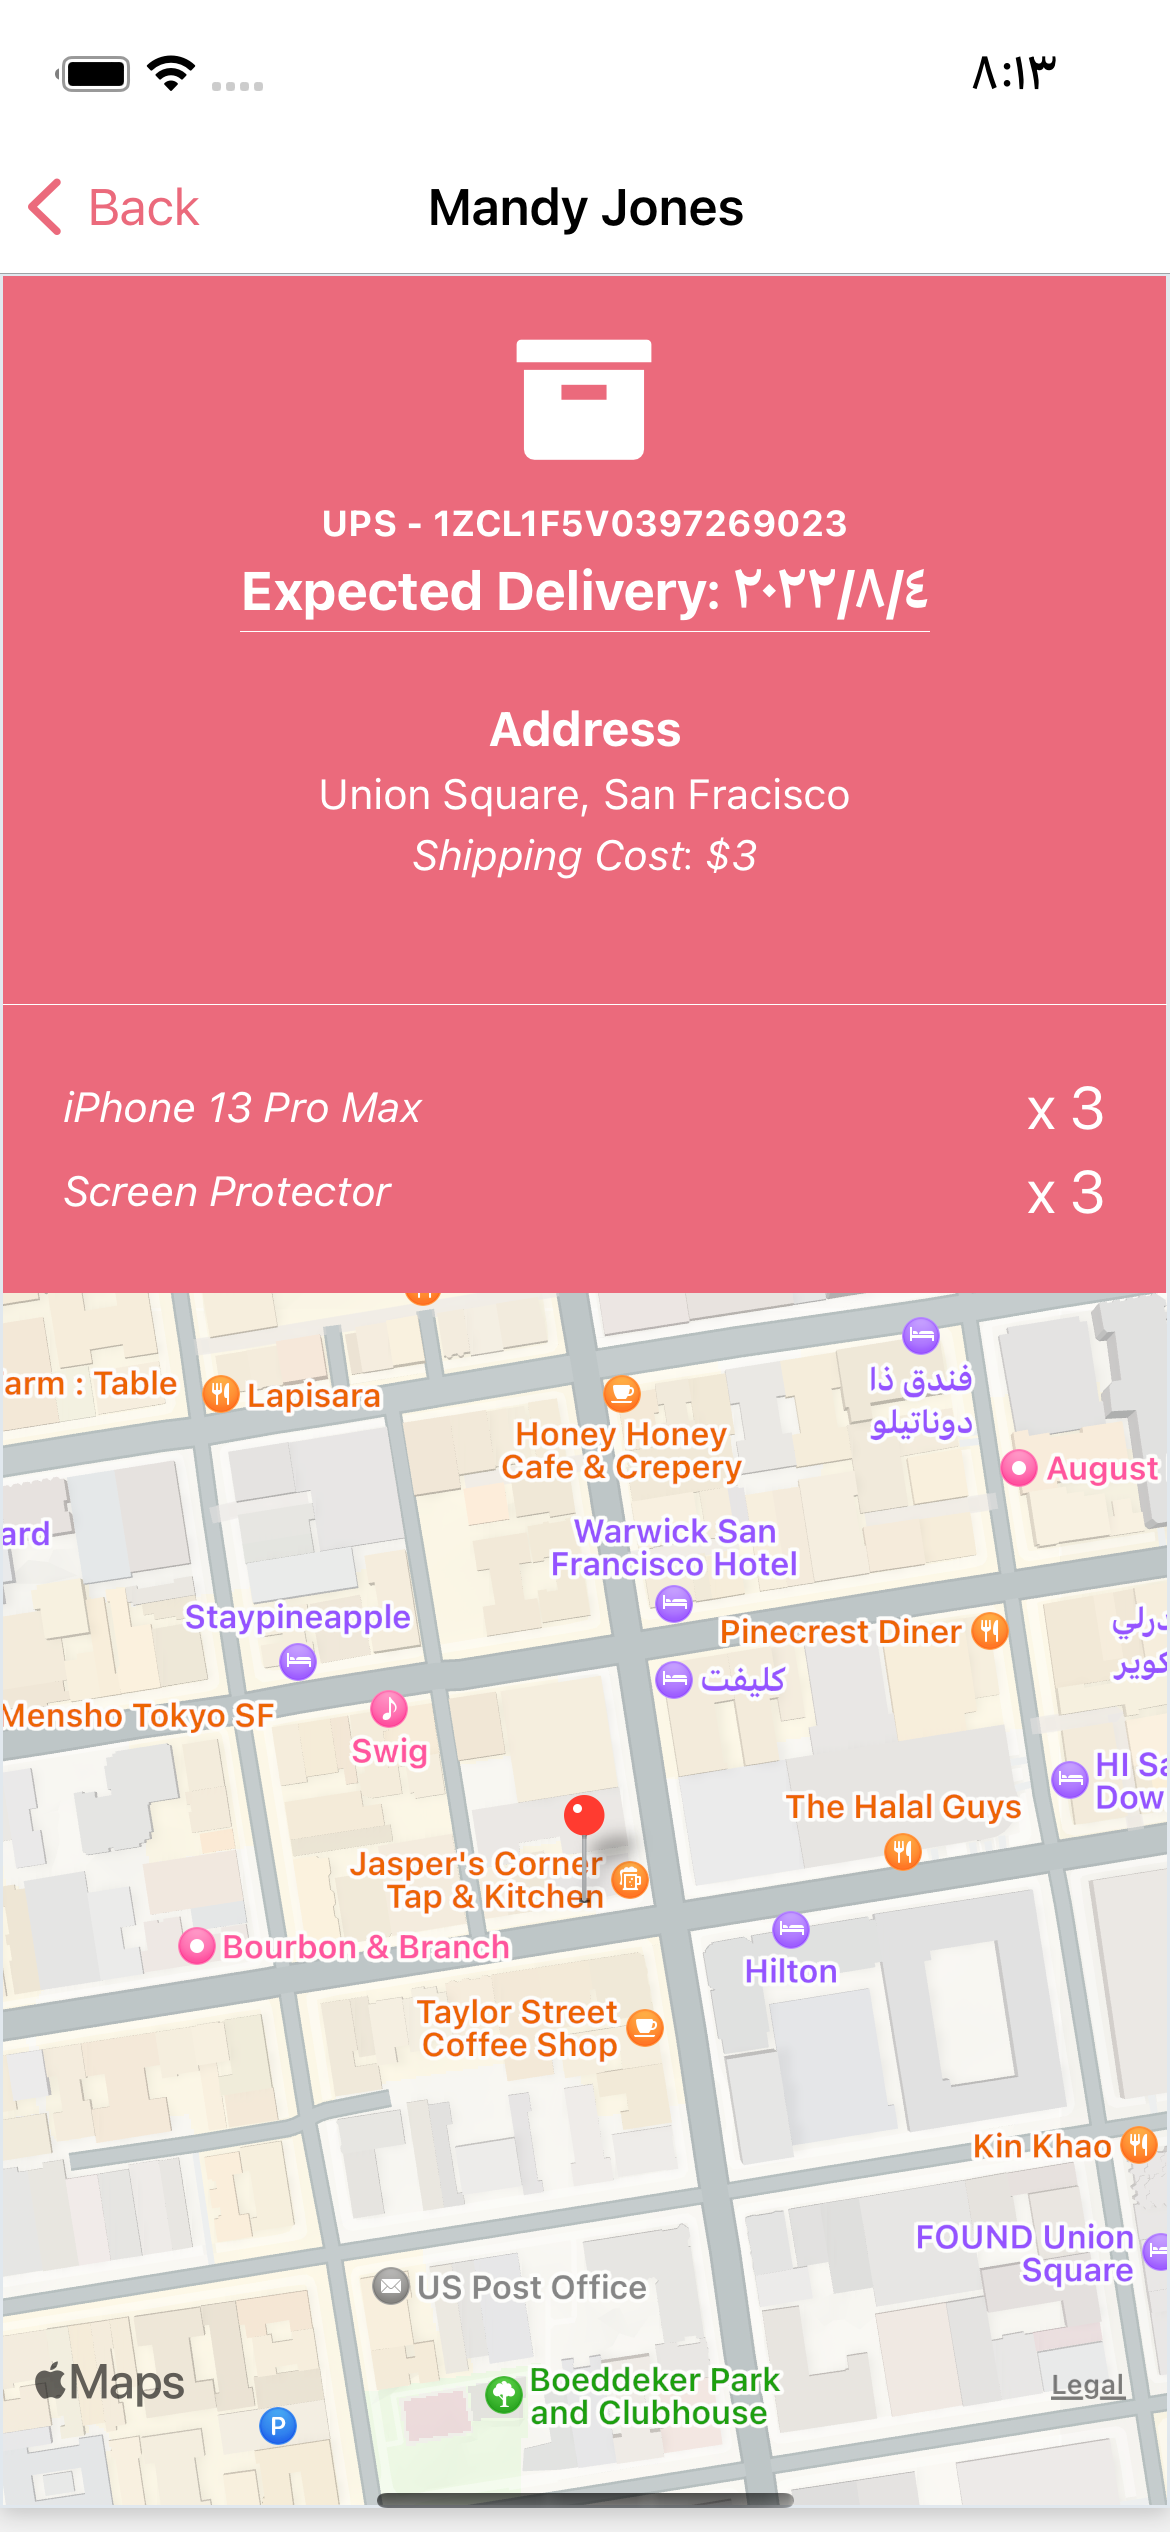 ٨:١٣
Back
Mandy Jones
UPS - 1ZCL1F5V0397269023
Expected Delivery: ٢٠٢٢/٨/٤
Address
Union Square, San Fracisco
Shipping Cost: $3
iPhone 13 Pro Max x 3
Screen Protector x 3
arm : Table
Lapisara
Honey Honey
Cafe & Crepery
فندق ذا
دوناتيلو
August
ard
Warwick San
Francisco Hotel
Staypineapple
Pinecrest Diner
درلي
كوير
كليفت
Mensho Tokyo SF
Swig
HI Sa
Dow
The Halal Guys
Jasper's Corner
Tap & Kitchen
Bourbon & Branch
Hilton
Taylor Street
Coffee Shop
Kin Khao
FOUND Union
Square
US Post Office
Boeddeker Park
and Clubhouse
Maps
Legal
P